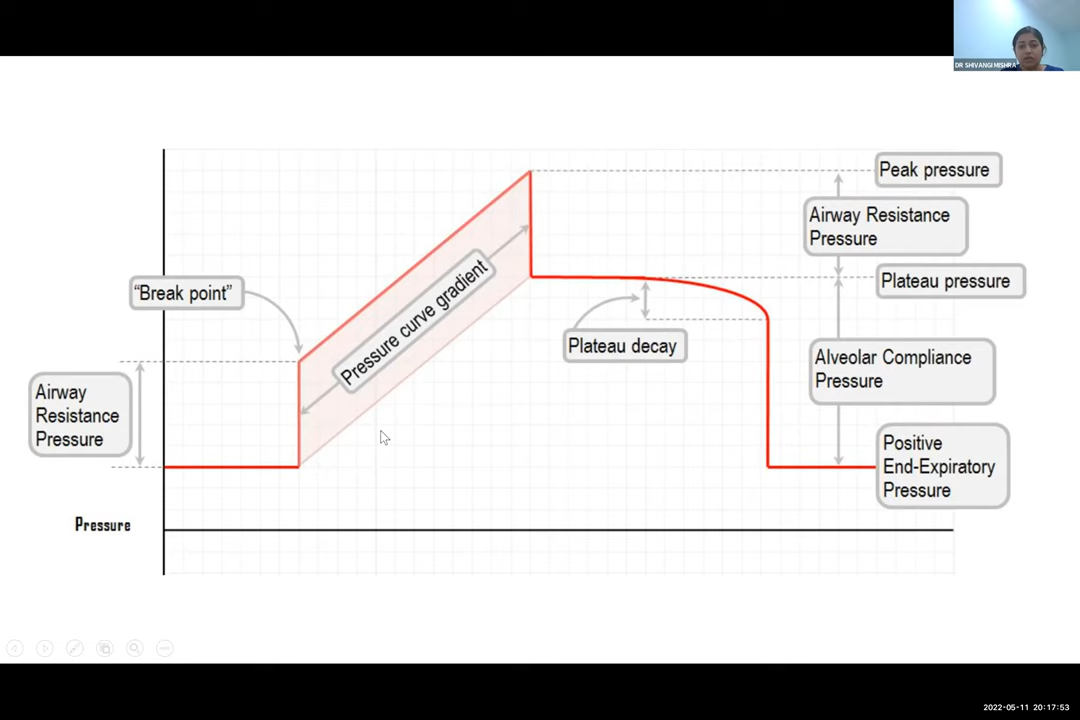 DR SHIVANGI MISHRA
Peak pressure
Airway Resistance
Pressure
Plateau pressure
"Break point"
Pressure curve gradient
Plateau decay
Alveolar Compliance
Pressure
Airway
Resistance
Pressure
Positive
End-Expiratory
Pressure
Pressure
2022-05-11 20:17:53